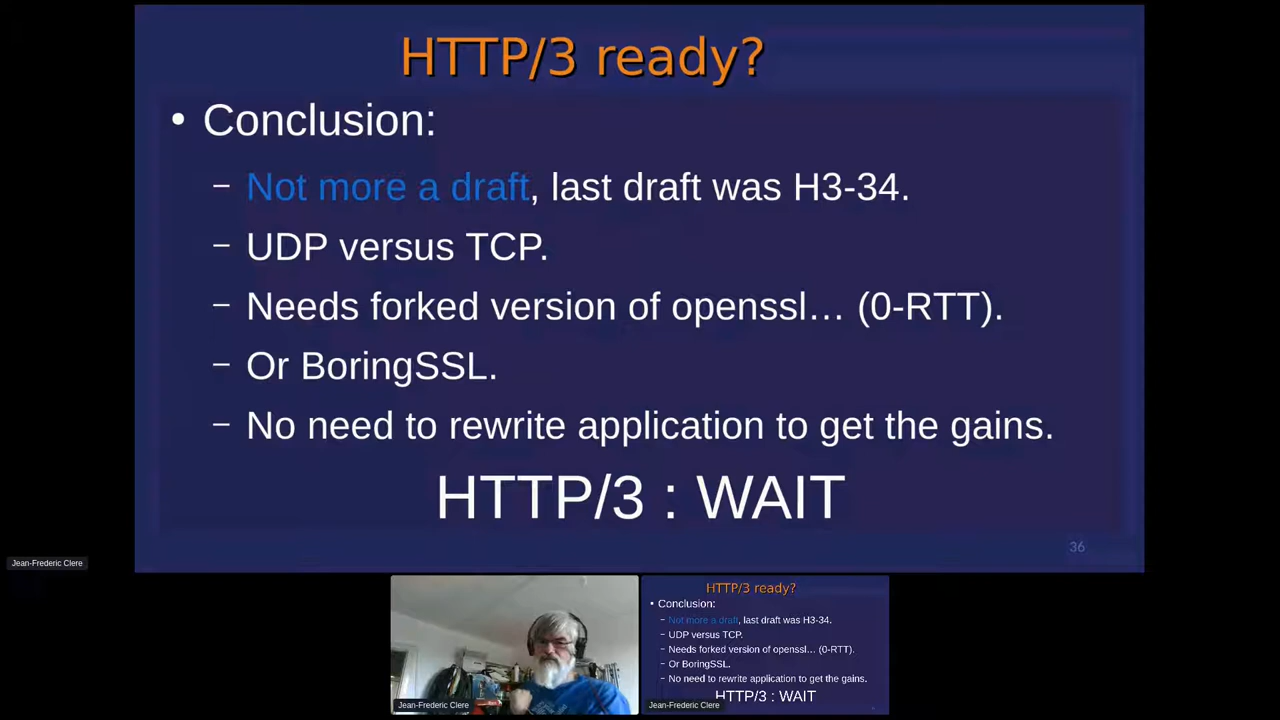 HTTP/3 ready?
• Conclusion:
– Not more a draft, last draft was H3-34.
– UDP versus TCP.
– Needs forked version of openssl… (0-RTT).
– Or BoringSSL.
– No need to rewrite application to get the gains.
HTTP/3 : WAIT
36
Jean-Frederic Clere
Jean-Frederic Clere
HTTP/3 ready?
• Conclusion:
– Not more a draft, last draft was H3-34.
– UDP versus TCP.
– Needs forked version of openssl… (0-RTT).
– Or BoringSSL.
– No need to rewrite application to get the gains.
HTTP/3 : WAIT
Jean-Frederic Clere